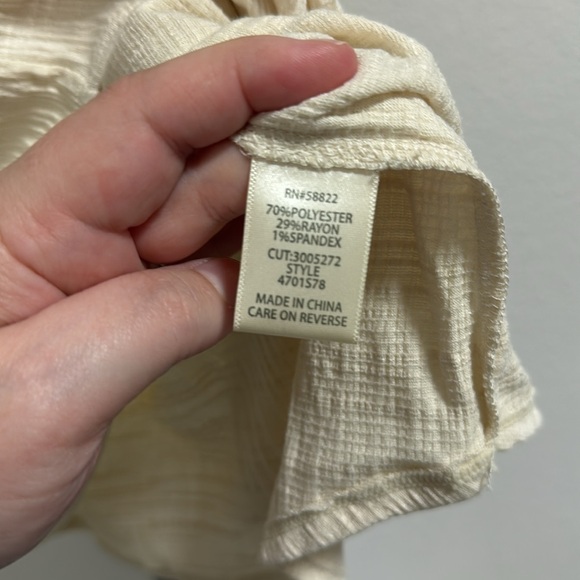 RN#58822
70%POLYESTER
29%RAYON
1%SPANDEX
CUT:3005272
STYLE
4701S78
MADE IN CHINA
CARE ON REVERSE